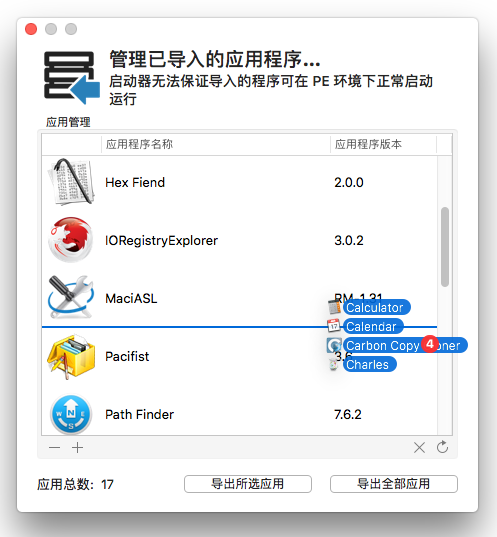 管理已导入的应用程序...
启动器无法保证导入的程序可在 PE 环境下正常启动
运行
应用管理
应用程序名称 应用程序版本
Hex Fiend 2.0.0
IORegistryExplorer 3.0.2
MaciASL RM-1.31
Calculator
17 Calendar
Carbon Copy 4 oner
Pacifist 3.6
Charles
Path Finder 7.6.2
应用总数: 17 导出所选应用 导出全部应用